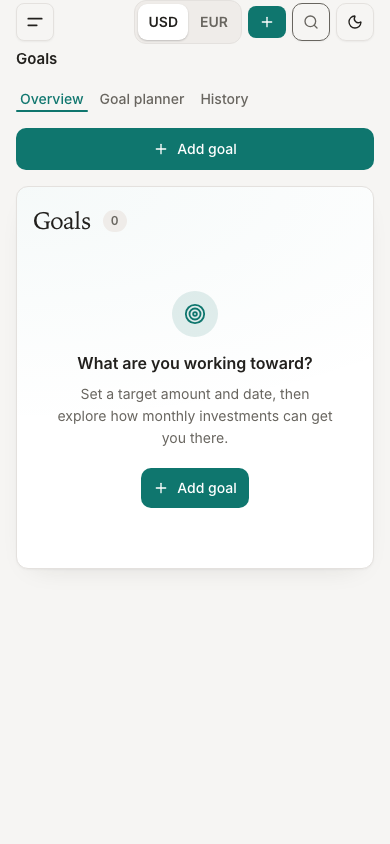 USD EUR
Goals
Overview Goal planner History
Add goal
Goals 0
What are you working toward?
Set a target amount and date, then
explore how monthly investments can get
you there.
Add goal